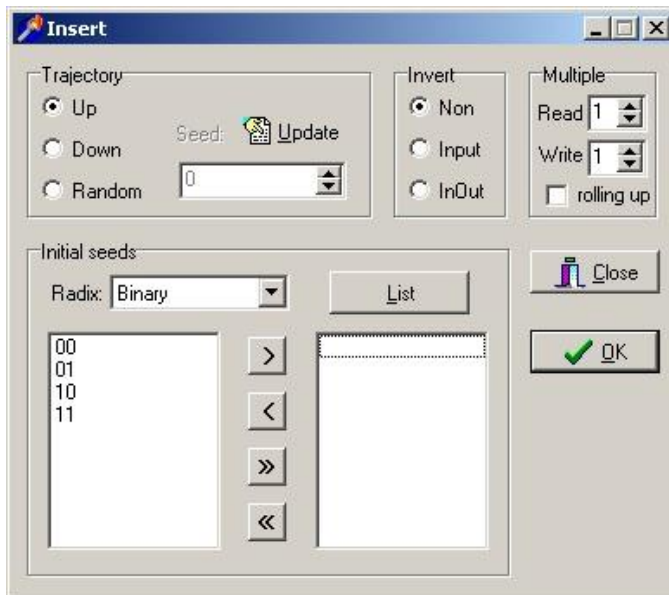 Insert
Trajectory
Up
Down
Random
Seed:
Update
0
Invert
Non
Input
InOut
Multiple
Read 1
Write 1
rolling up
Initial seeds
Radix: Binary
List
00
01
10
11
>
<
»
«
Close
OK